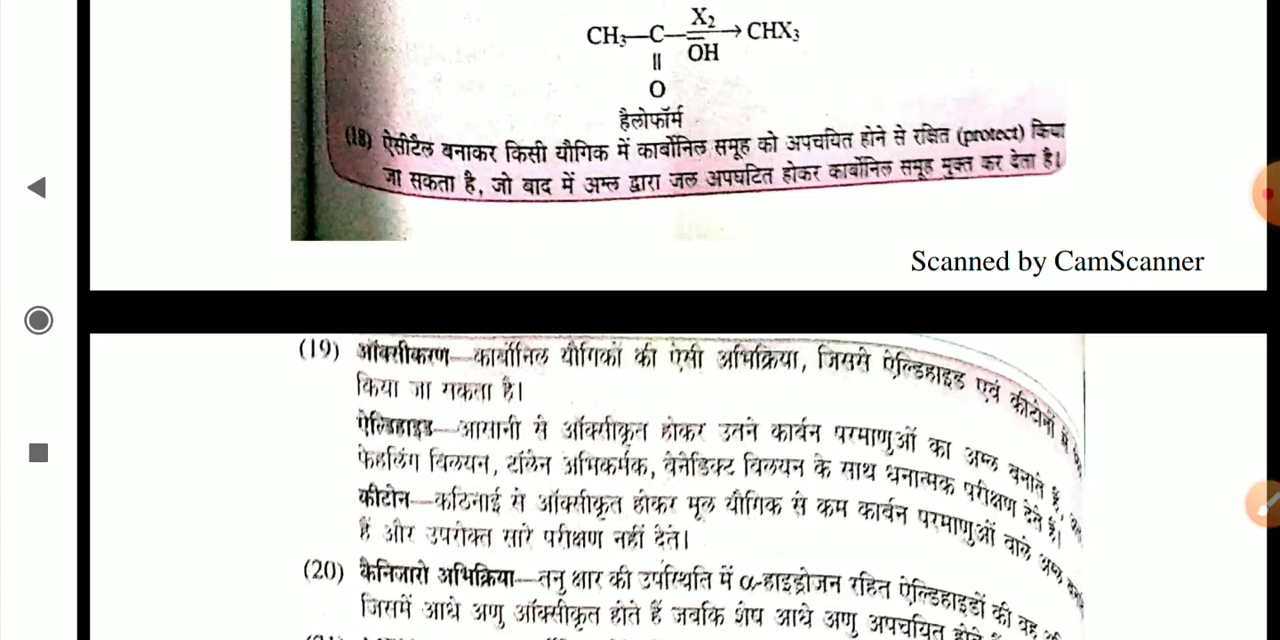 X₂
CH₃—C—→ CHX₃
ŌH
||
O
हैलोफॉर्म
(18) ऐसीटैल बनाकर किसी यौगिक में कार्बोनिल समूह को अपचयित होने से रक्षित (protect) किया
जा सकता है, जो बाद में अम्ल द्वारा जल अपघटित होकर कार्बोनिल समूह मुक्त कर देता है।
Scanned by CamScanner
(19) ऑक्सीकरण—कार्बोनिल यौगिकों की ऐसी अभिक्रिया, जिससे ऐल्डिहाइड एवं कीटोनों में
किया जा सकता है।
ऐल्डिहाइड—आसानी से ऑक्सीकृत होकर उतने कार्बन परमाणुओं का अम्ल बनाते हैं,
फेहलिंग विलयन, टॉलेन अभिकर्मक, बेनेडिक्ट विलयन के साथ धनात्मक परीक्षण देते हैं।
कीटोन—कठिनाई से ऑक्सीकृत होकर मूल यौगिक से कम कार्बन परमाणुओं वाले अम्ल
हैं और उपरोक्त सारे परीक्षण नहीं देते।
(20) कैनिजारो अभिक्रिया—तनु क्षार की उपस्थिति में α-हाइड्रोजन रहित ऐल्डिहाइडों की वह
जिसमें आधे अणु ऑक्सीकृत होते हैं जबकि शेष आधे अणु अपचयित होते